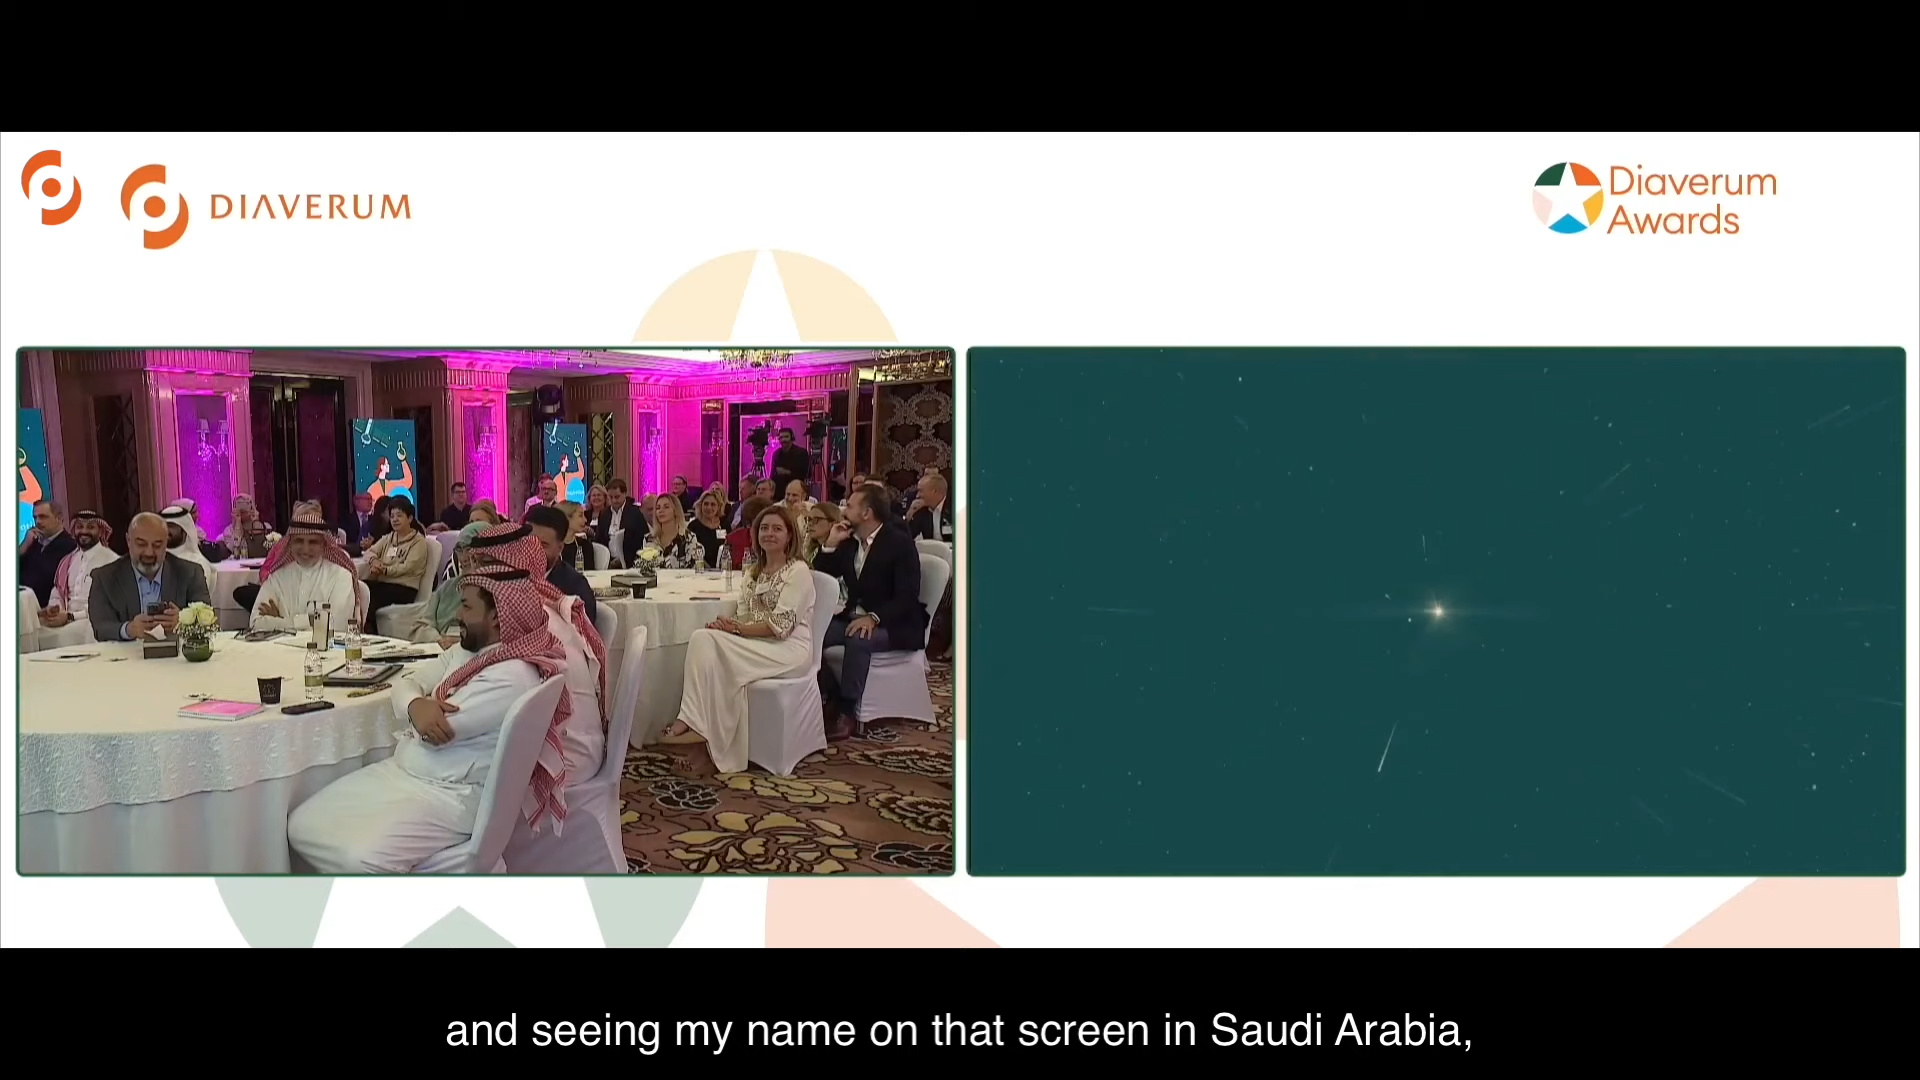 DIAVERUM
Diaverum
Awards
and seeing my name on that screen in Saudi Arabia,